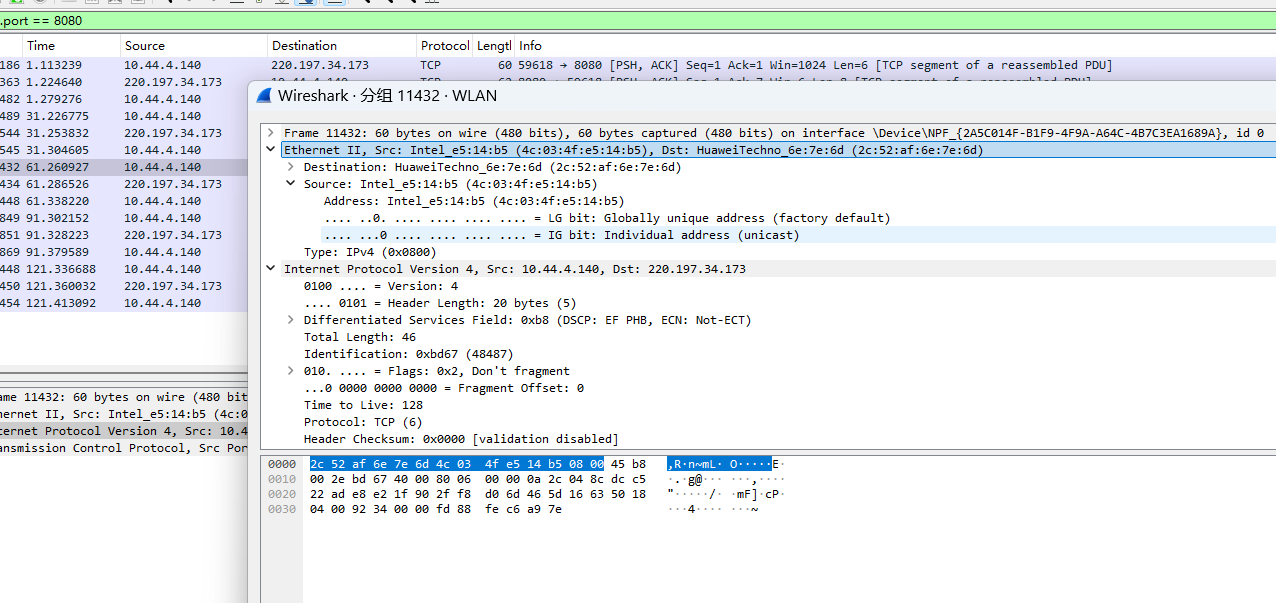 .port == 8080
Time Source Destination Protocol Lengtl Info
186 1.113239 10.44.4.140 220.197.34.173 TCP 60 59618 → 8080 [PSH, ACK] Seq=1 Ack=1 Win=1024 Len=6 [TCP segment of a reassembled PDU]
363 1.224640 220.197.34.173
482 1.279276 10.44.4.140
489 31.226775 10.44.4.140
544 31.253832 220.197.34.173
545 31.304605 10.44.4.140
432 61.260927 10.44.4.140
434 61.286526 220.197.34.173
448 61.338220 10.44.4.140
849 91.302152 10.44.4.140
851 91.328223 220.197.34.173
869 91.379589 10.44.4.140
448 121.336688 10.44.4.140
450 121.360032 220.197.34.173
454 121.413092 10.44.4.140
ame 11432: 60 bytes on wire (480 bit
hernet II, Src: Intel_e5:14:b5 (4c:0
ternet Protocol Version 4, Src: 10.4
ansmission Control Protocol, Src Por
Wireshark · 分组 11432 · WLAN
Frame 11432: 60 bytes on wire (480 bits), 60 bytes captured (480 bits) on interface \Device\NPF_{2A5C014F-B1F9-4F9A-A64C-4B7C3EA1689A}, id 0
Ethernet II, Src: Intel_e5:14:b5 (4c:03:4f:e5:14:b5), Dst: HuaweiTechno_6e:7e:6d (2c:52:af:6e:7e:6d)
Destination: HuaweiTechno_6e:7e:6d (2c:52:af:6e:7e:6d)
Source: Intel_e5:14:b5 (4c:03:4f:e5:14:b5)
Address: Intel_e5:14:b5 (4c:03:4f:e5:14:b5)
.... ..0. .... .... .... .... = LG bit: Globally unique address (factory default)
.... ...0 .... .... .... .... = IG bit: Individual address (unicast)
Type: IPv4 (0x0800)
Internet Protocol Version 4, Src: 10.44.4.140, Dst: 220.197.34.173
0100 .... = Version: 4
.... 0101 = Header Length: 20 bytes (5)
Differentiated Services Field: 0xb8 (DSCP: EF PHB, ECN: Not-ECT)
Total Length: 46
Identification: 0xbd67 (48487)
010. .... = Flags: 0x2, Don't fragment
...0 0000 0000 0000 = Fragment Offset: 0
Time to Live: 128
Protocol: TCP (6)
Header Checksum: 0x0000 [validation disabled]
0000 2c 52 af 6e 7e 6d 4c 03 4f e5 14 b5 08 00 45 b8 ,R·n~mL· O·····E·
0010 00 2e bd 67 40 00 80 06 00 00 0a 2c 04 8c dc c5 ·.·g@··· ···,····
0020 22 ad e8 e2 1f 90 2f f8 d0 6d 46 5d 16 63 50 18 "·····/· ·mF]·cP·
0030 04 00 92 34 00 00 fd 88 fe c6 a9 7e ···4···· ···~